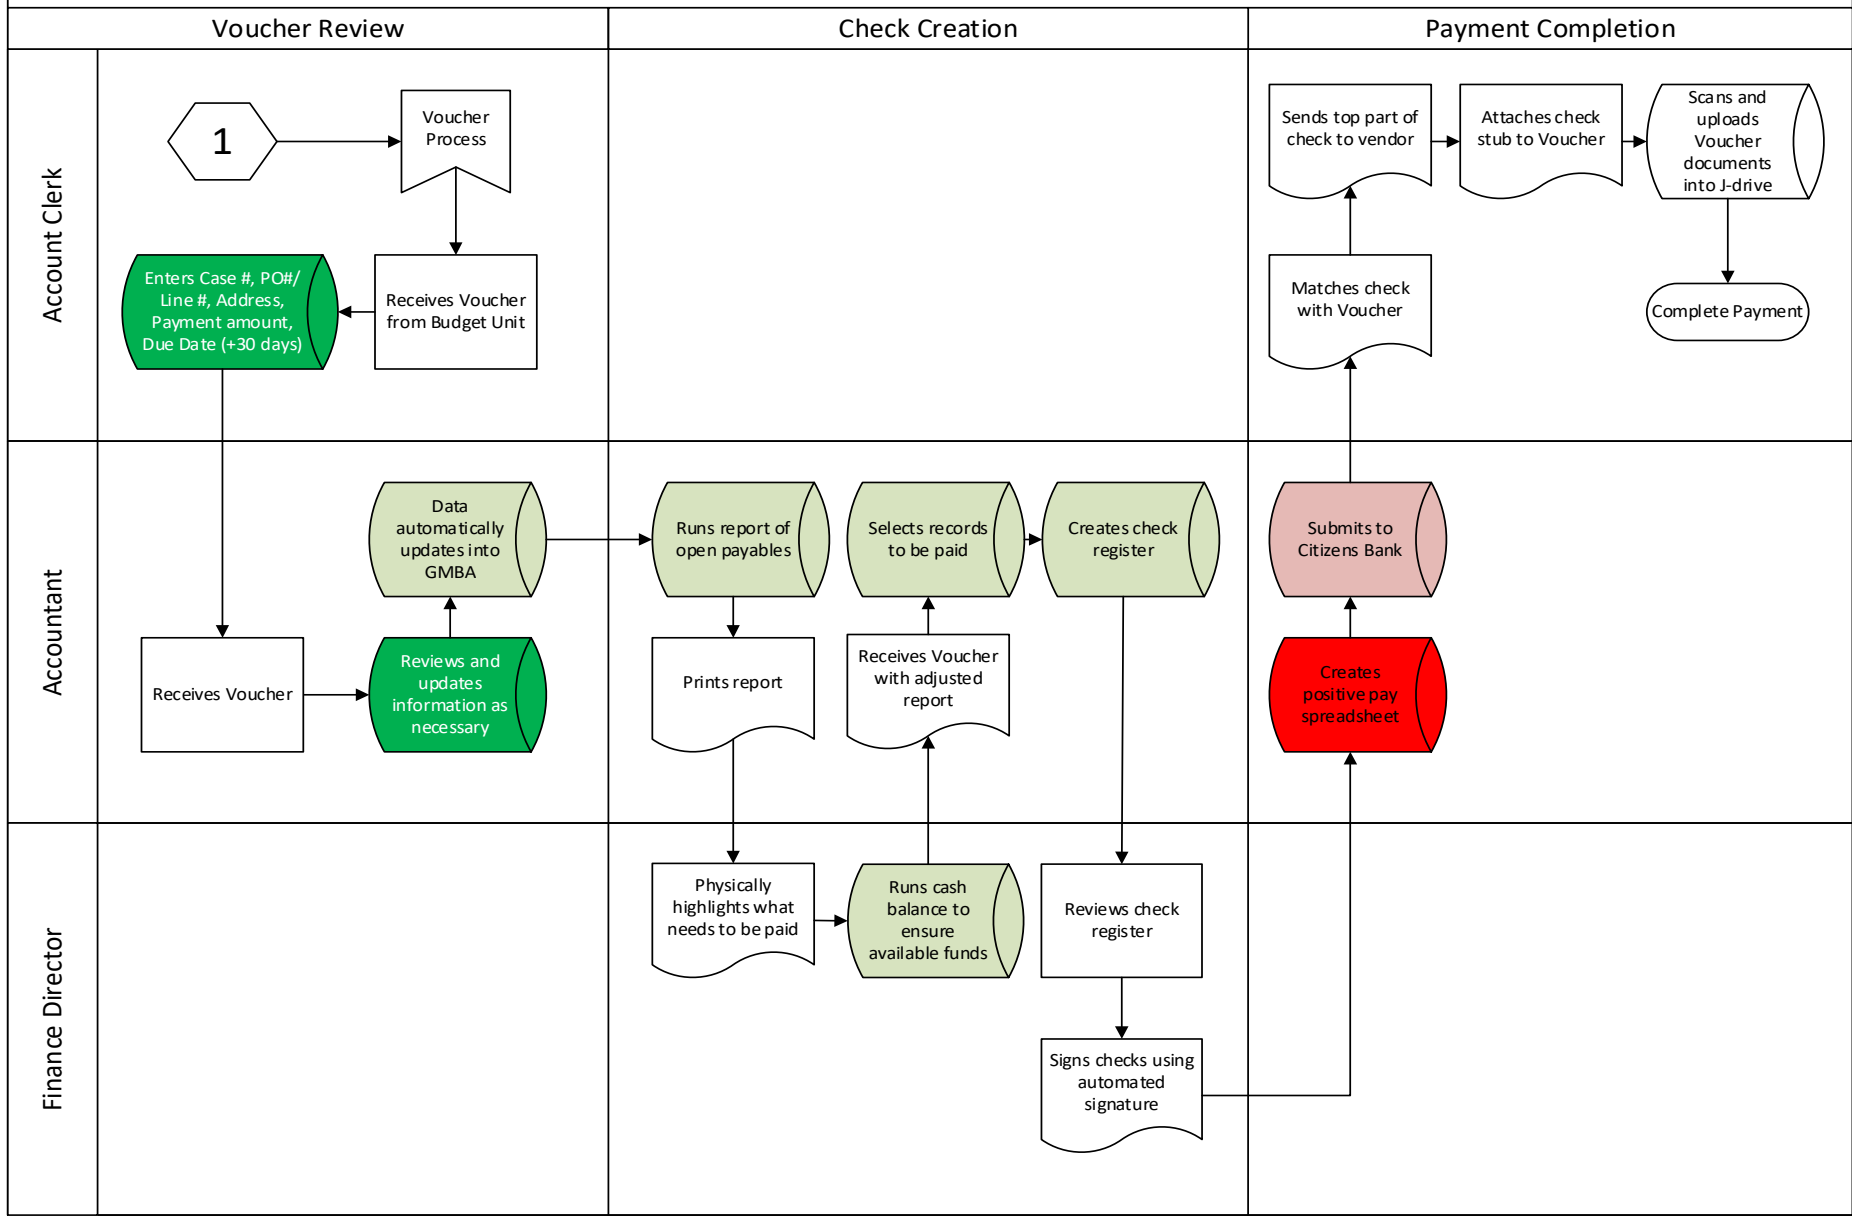 Voucher Review
Check Creation
Payment Completion
Account Clerk
1
Voucher
Process
Receives Voucher
from Budget Unit
Enters Case #, PO#/
Line #, Address,
Payment amount,
Due Date (+30 days)
Sends top part of
check to vendor
Attaches check
stub to Voucher
Scans and
uploads
Voucher
documents
into J-drive
Matches check
with Voucher
Complete Payment
Accountant
Receives Voucher
Reviews and
updates
information as
necessary
Data
automatically
updates into
GMBA
Runs report of
open payables
Prints report
Selects records
to be paid
Receives Voucher
with adjusted
report
Creates check
register
Submits to
Citizens Bank
Creates
positive pay
spreadsheet
Finance Director
Physically
highlights what
needs to be paid
Runs cash
balance to
ensure
available funds
Reviews check
register
Signs checks using
automated
signature